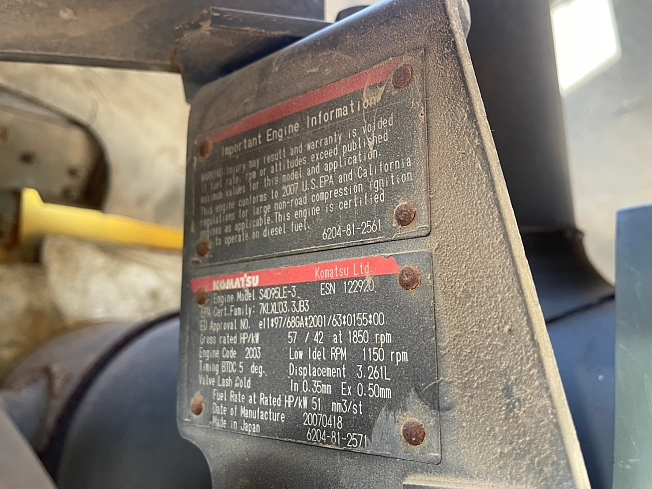 Important Engine Information
WARNING: Injury may result and warranty is voided
if fuel rate, rpm or attitudes exceed published
maximum values for this model and application.
This engine conforms to 2007 U.S.EPA and California
regulations for large non-road compression ignition
engines as applicable.This engine is certified
to operate on diesel fuel.
6204-81-2561
KOMATSU Komatsu Ltd.
Engine Model S4D95LE-3 ESN 122920
EPA Cert.Family: 7KLXL03.3JB3
EU Approval NO. e11*97/68GA*2001/63*0155*00
Gross rated HP/kW 57 / 42 at 1850 rpm
Engine Code 2003 Low Idel RPM 1150 rpm
Timing BTDC 5 deg. Displacement 3.261L
Valve Lash Cold In 0.35mm Ex 0.50mm
Fuel Rate at Rated HP/kW 51 mm3/st
Date of Manufacture 20070418
Made in Japan 6204-81-2571